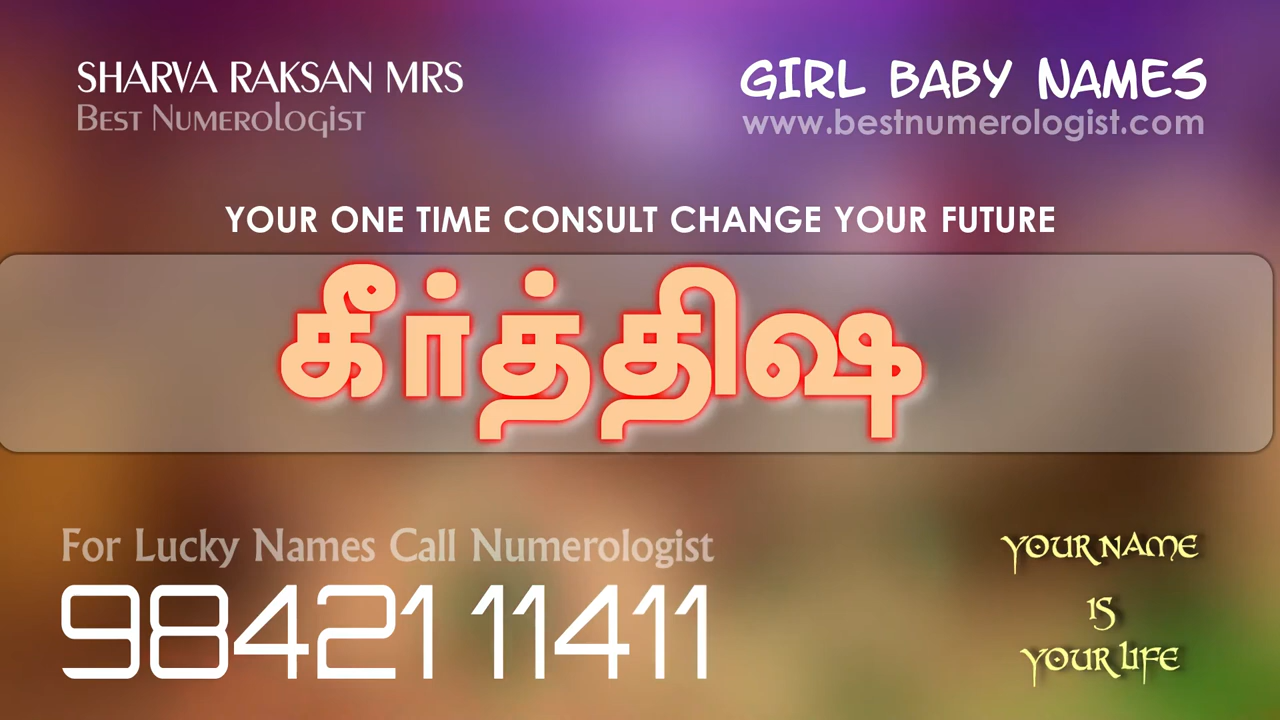 SHARVA RAKSAN MRS
Best Numerologist
GIRL BABY NAMES
www.bestnumerologist.com
YOUR ONE TIME CONSULT CHANGE YOUR FUTURE
கீர்த்திஷ
For Lucky Names Call Numerologist
98421 11411
YOUR NAME
IS
YOUR LIFE